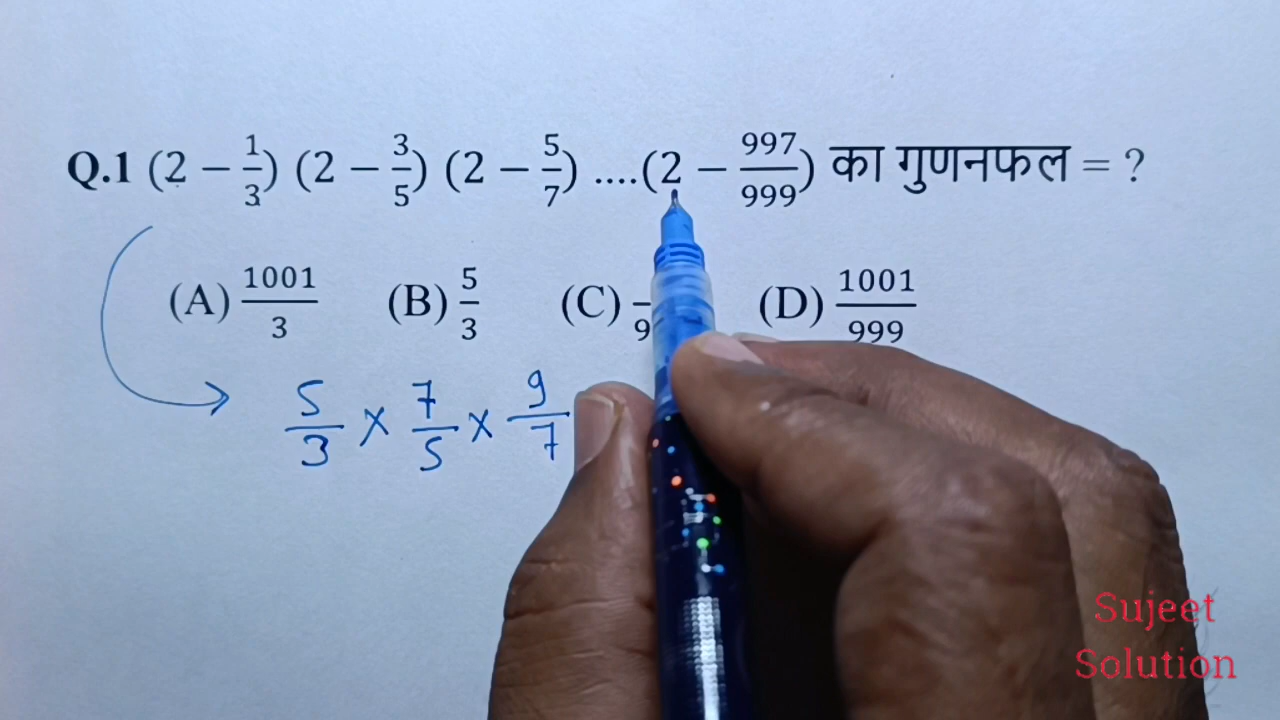 Q.1 (2 − 1/3) (2 − 3/5) (2 − 5/7) ....(2 − 997/999) का गुणनफल = ?
(A) 1001/3 (B) 5/3 (C) (D) 1001/999
5/3 × 7/5 × 9/7
Sujeet
Solution